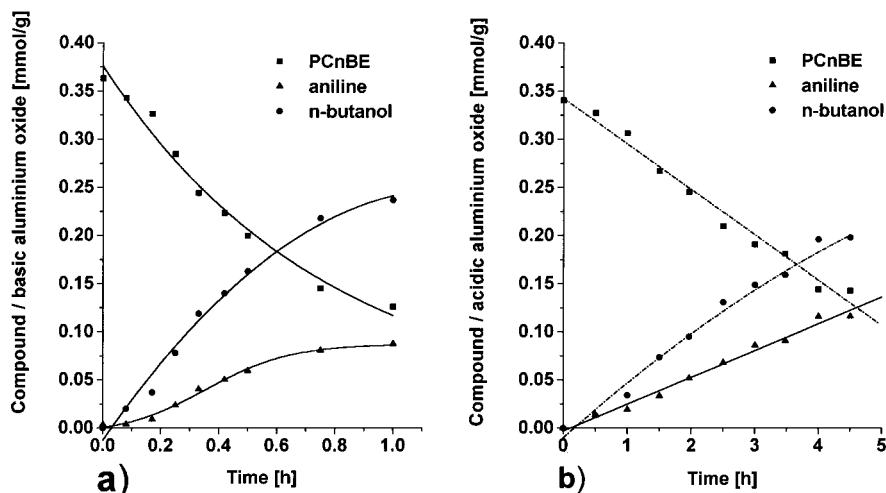 Compound / basic aluminium oxide [mmol/g]
0.40
0.35
0.30
0.25
0.20
0.15
0.10
0.05
0.00
PCnBE
aniline
n-butanol
0.0 0.2 0.4 0.6 0.8 1.0
a) Time [h]
Compound / acidic aluminium oxide [mmol/g]
0.40
0.35
0.30
0.25
0.20
0.15
0.10
0.05
0.00
PCnBE
aniline
n-butanol
0 1 2 3 4 5
b) Time [h]